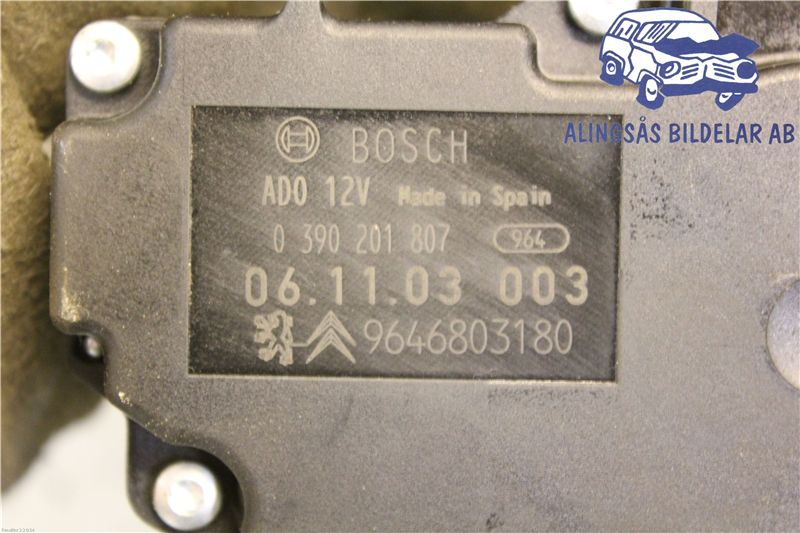 ALINGSÅS BILDELAR AB
BOSCH
ADO 12V Made in Spain
0 390 201 807 964
06.11.03 003
9646803180